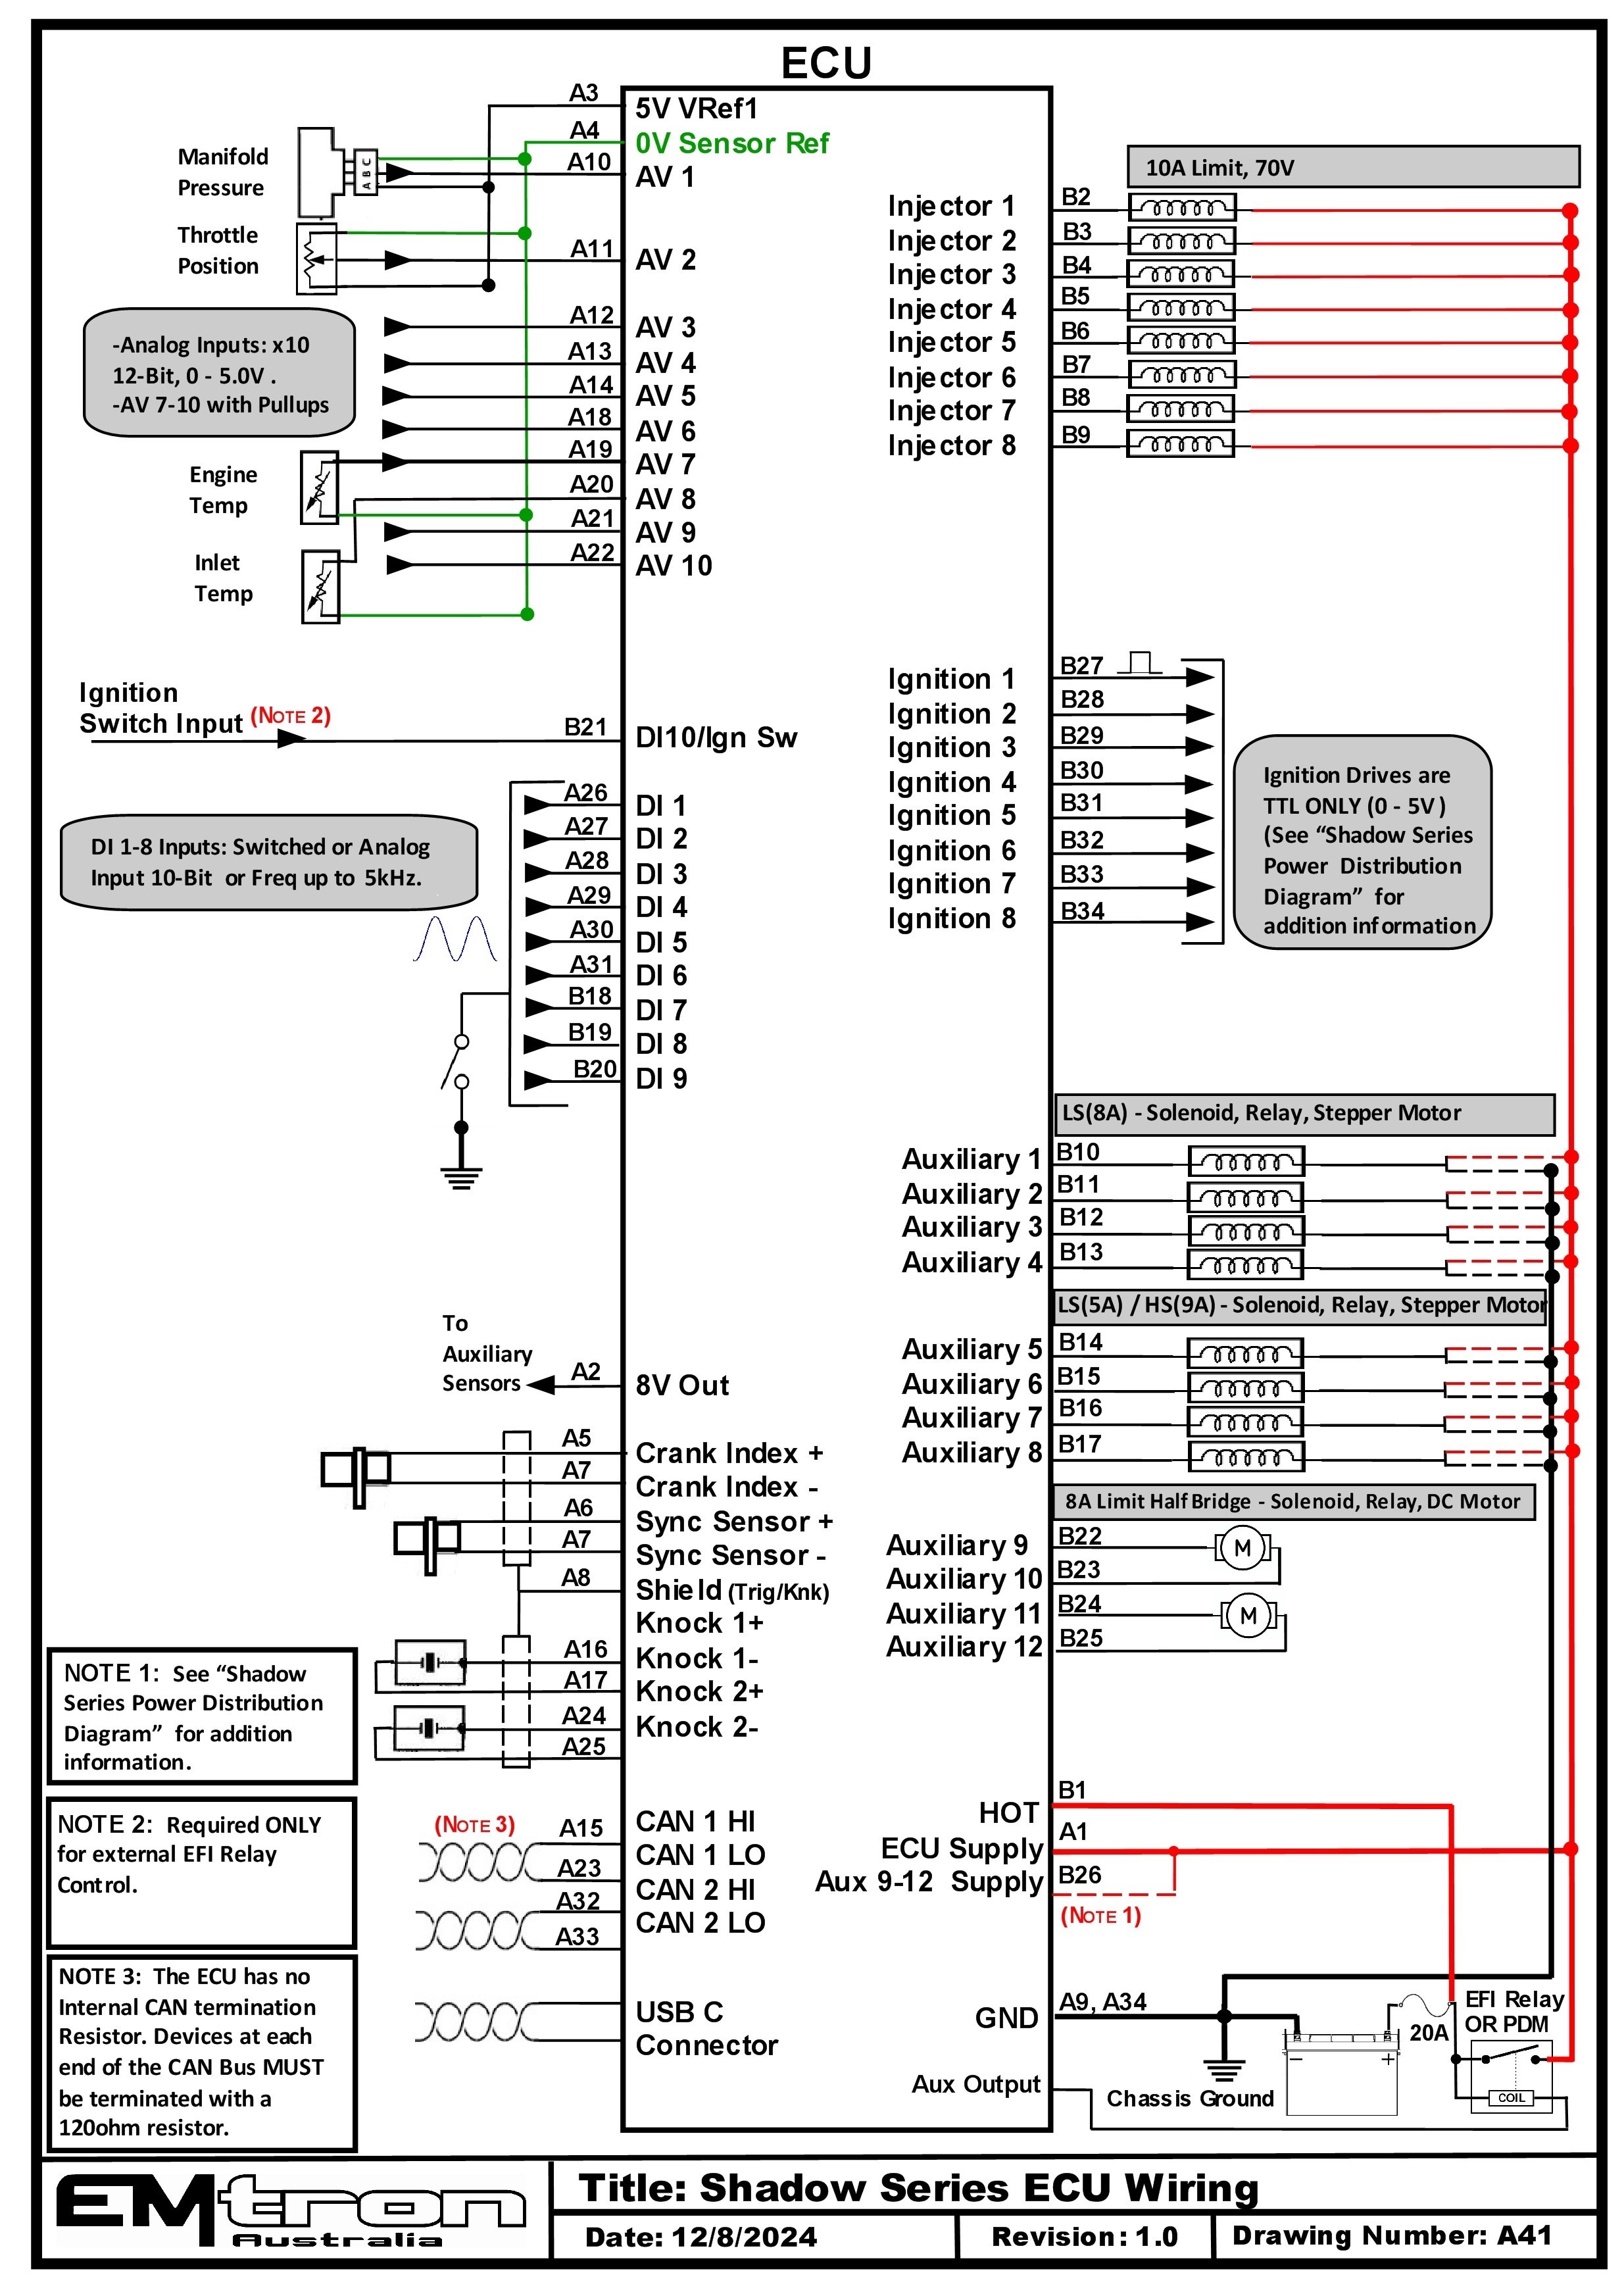 ECU
A3
5V VRef1
A4
0V Sensor Ref
Manifold
Pressure
A B C
A10
AV 1
Throttle
Position
A11
AV 2
-Analog Inputs: x10
12-Bit, 0 - 5.0V .
-AV 7-10 with Pullups
A12
AV 3
A13
AV 4
A14
AV 5
A18
AV 6
A19
AV 7
A20
AV 8
A21
AV 9
A22
AV 10
Engine
Temp
Inlet
Temp
10A Limit, 70V
Injector 1
B2
Injector 2
B3
Injector 3
B4
Injector 4
B5
Injector 5
B6
Injector 6
B7
Injector 7
B8
Injector 8
B9
Ignition
Switch Input (NOTE 2)
B21
DI10/Ign Sw
Ignition 1
B27
Ignition 2
B28
Ignition 3
B29
Ignition 4
B30
Ignition 5
B31
Ignition 6
B32
Ignition 7
B33
Ignition 8
B34
Ignition Drives are
TTL ONLY (0 - 5V )
(See “Shadow Series
Power Distribution
Diagram” for
addition information
DI 1-8 Inputs: Switched or Analog
Input 10-Bit or Freq up to 5kHz.
A26
DI 1
A27
DI 2
A28
DI 3
A29
DI 4
A30
DI 5
A31
DI 6
B18
DI 7
B19
DI 8
B20
DI 9
LS(8A) - Solenoid, Relay, Stepper Motor
Auxiliary 1
B10
Auxiliary 2
B11
Auxiliary 3
B12
Auxiliary 4
B13
LS(5A) / HS(9A) - Solenoid, Relay, Stepper Motor
Auxiliary 5
B14
Auxiliary 6
B15
Auxiliary 7
B16
Auxiliary 8
B17
8A Limit Half Bridge - Solenoid, Relay, DC Motor
Auxiliary 9
B22
M
Auxiliary 10
B23
Auxiliary 11
B24
M
Auxiliary 12
B25
To
Auxiliary
Sensors
A2
8V Out
A5
Crank Index +
A7
Crank Index -
A6
Sync Sensor +
A7
Sync Sensor -
A8
Shield (Trig/Knk)
Knock 1+
A16
Knock 1-
A17
Knock 2+
A24
Knock 2-
A25
NOTE 1: See “Shadow
Series Power Distribution
Diagram” for addition
information.
NOTE 2: Required ONLY
for external EFI Relay
Control.
NOTE 3: The ECU has no
Internal CAN termination
Resistor. Devices at each
end of the CAN Bus MUST
be terminated with a
120ohm resistor.
(NOTE 3)
A15
CAN 1 HI
A23
CAN 1 LO
A32
CAN 2 HI
A33
CAN 2 LO
USB C
Connector
HOT
B1
ECU Supply
A1
Aux 9-12 Supply
B26
(NOTE 1)
GND
A9, A34
Aux Output
Chassis Ground
-
+
20A
EFI Relay
OR PDM
COIL
EMtron
Australia
Title: Shadow Series ECU Wiring
Date: 12/8/2024
Revision: 1.0
Drawing Number: A41